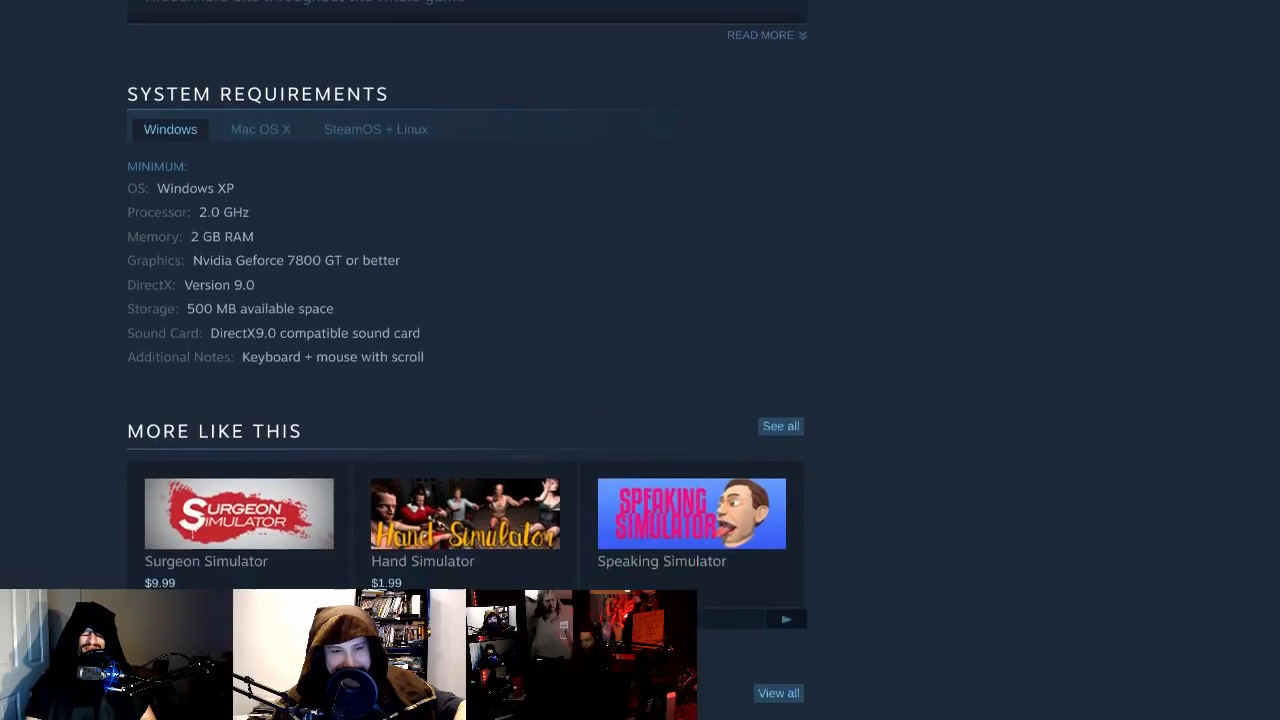 READ MORE
SYSTEM REQUIREMENTS
Windows Mac OS X SteamOS + Linux
MINIMUM:
OS: Windows XP
Processor: 2.0 GHz
Memory: 2 GB RAM
Graphics: Nvidia Geforce 7800 GT or better
DirectX: Version 9.0
Storage: 500 MB available space
Sound Card: DirectX9.0 compatible sound card
Additional Notes: Keyboard + mouse with scroll
MORE LIKE THIS See all
SURGEON SIMULATOR
Hand Simulator
SPEAKING SIMULATOR
Surgeon Simulator Hand Simulator Speaking Simulator
$9.99 $1.99
View all